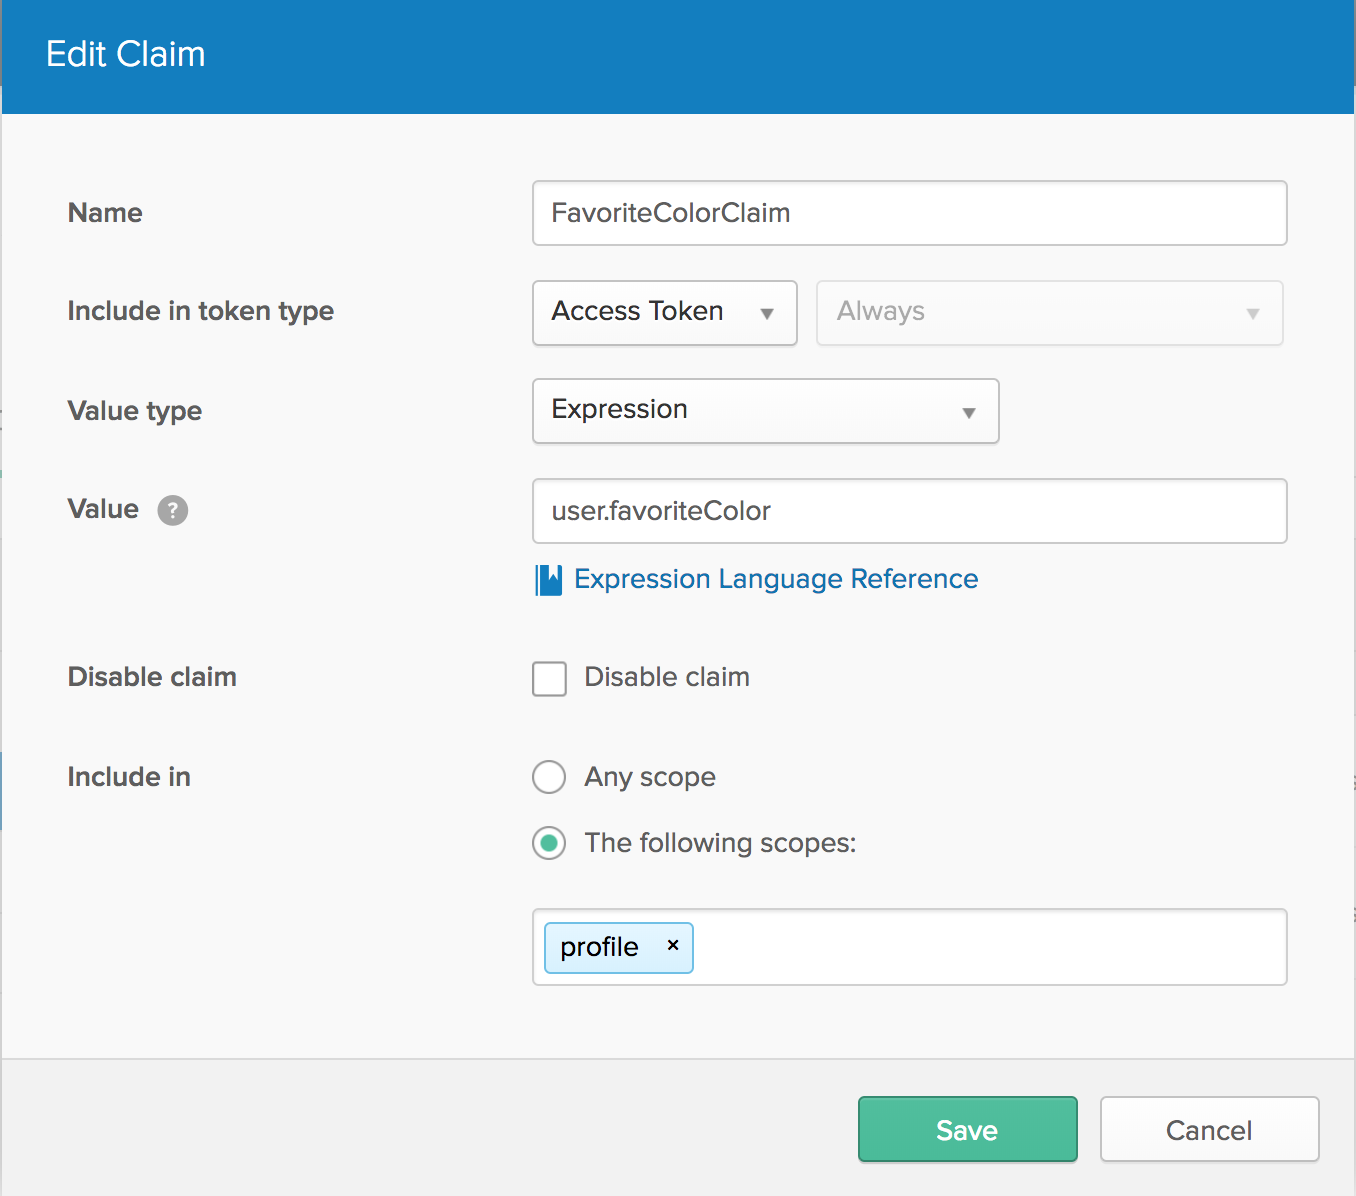 Edit Claim
Name
FavoriteColorClaim
Include in token type
Access Token
Always
Value type
Expression
Value ?
user.favoriteColor
Expression Language Reference
Disable claim
Disable claim
Include in
Any scope
The following scopes:
profile ×
Save
Cancel